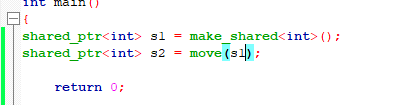 int main()
{
shared_ptr<int> s1 = make_shared<int>();
shared_ptr<int> s2 = move(s1);
return 0;